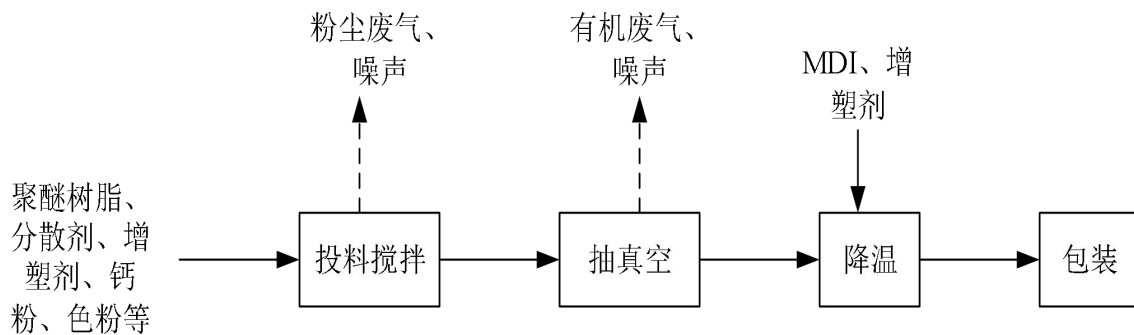 粉尘废气、
噪声
有机废气、
噪声
MDI、增
塑剂
聚醚树脂、
分散剂、增
塑剂、钙
粉、色粉等
投料搅拌
抽真空
降温
包装